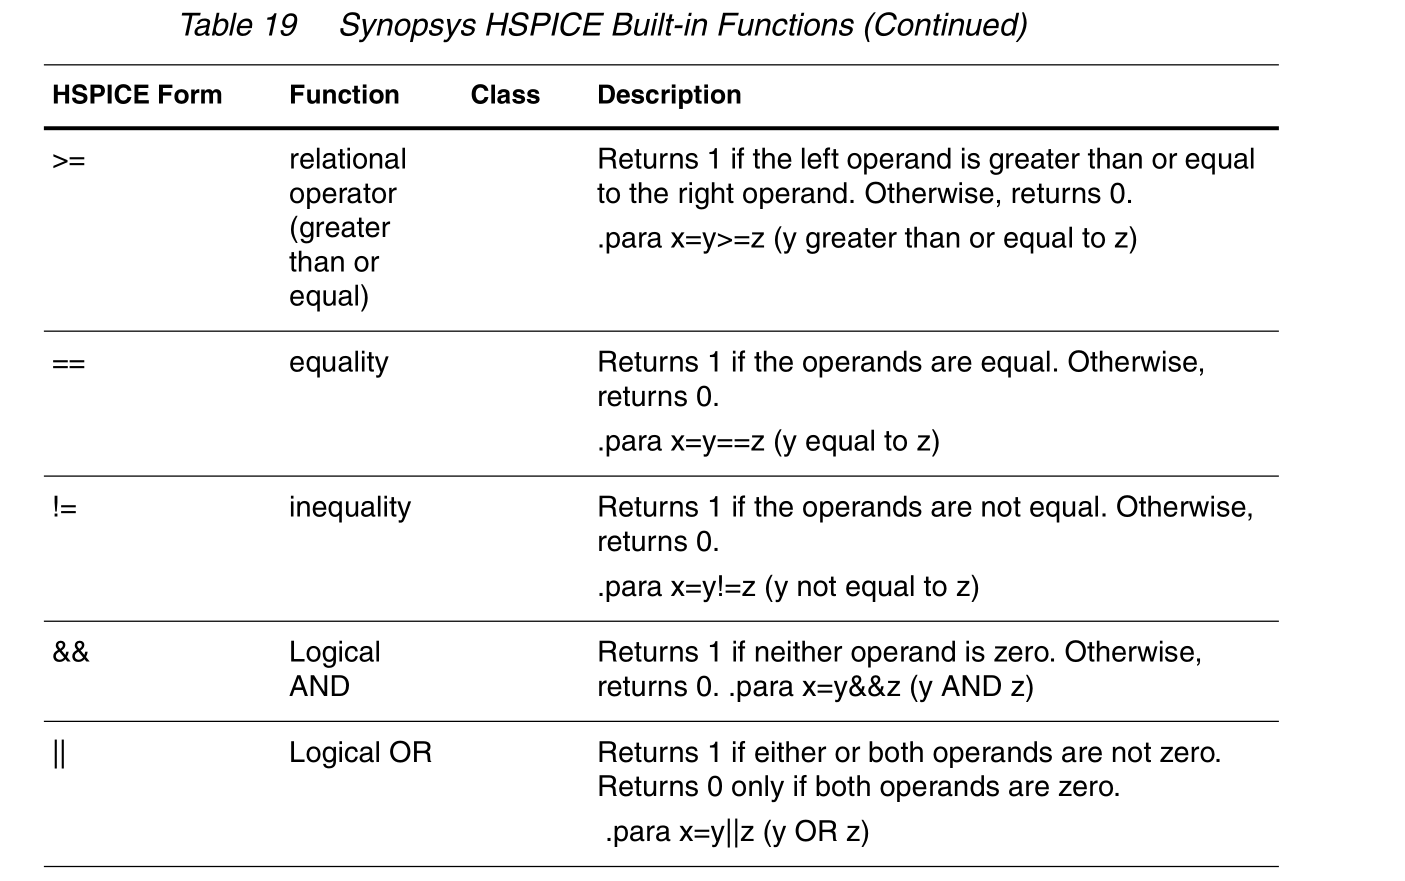 Table 19 Synopsys HSPICE Built-in Functions (Continued)
HSPICE Form Function Class Description
>= relational operator (greater than or equal) Returns 1 if the left operand is greater than or equal
to the right operand. Otherwise, returns 0.
.para x=y>=z (y greater than or equal to z)
== equality Returns 1 if the operands are equal. Otherwise,
returns 0.
.para x=y==z (y equal to z)
!= inequality Returns 1 if the operands are not equal. Otherwise,
returns 0.
.para x=y!=z (y not equal to z)
&& Logical AND Returns 1 if neither operand is zero. Otherwise,
returns 0. .para x=y&&z (y AND z)
|| Logical OR Returns 1 if either or both operands are not zero.
Returns 0 only if both operands are zero.
.para x=y||z (y OR z)